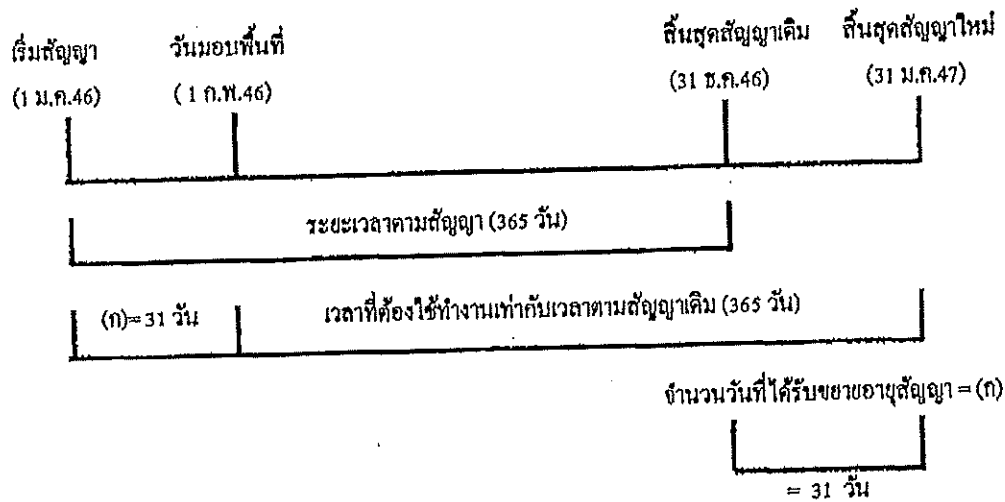 เริ่มสัญญา
(1 ม.ค.46)
วันมอบพื้นที่
( 1 ก.พ.46)
สิ้นสุดสัญญาเดิม
(31 ธ.ค.46)
สิ้นสุดสัญญาใหม่
(31 ม.ค.47)
ระยะเวลาตามสัญญา (365 วัน)
(ก)= 31 วัน
เวลาที่ต้องใช้ทำงานเท่ากับเวลาตามสัญญาเดิม (365 วัน)
จำนวนวันที่ได้รับขยายอายุสัญญา = (ก)
= 31 วัน